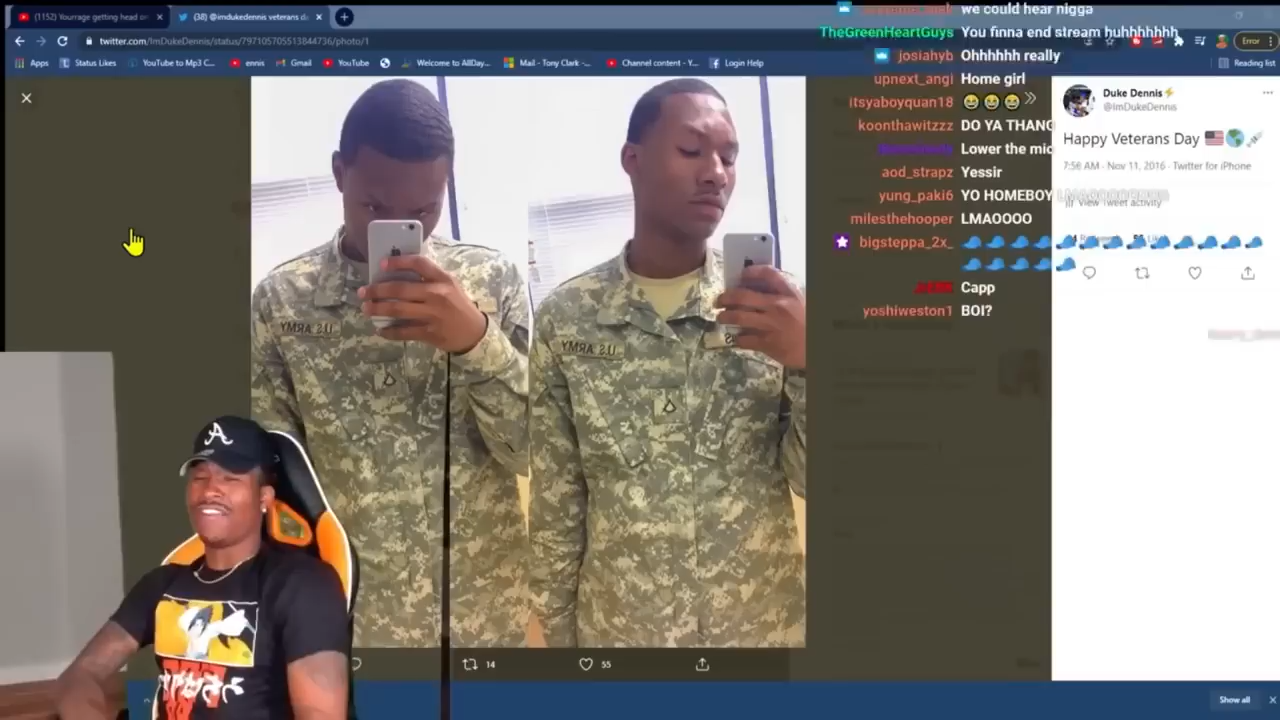 (1152) Yourrage getting head o
(38) @imdukedennis veterans d
twitter.com/ImDukeDennis/status/797105705513844736/photo/1
Error
Apps
Status Likes
YouTube to Mp3 C...
ennis
Gmail
YouTube
Welcome to AllDay...
Mail - Tony Clark -...
Channel content - Y...
Login Help
Reading list
we could hear nigga
TheGreenHeartGuys You finna end stream huhhhhhh
josiahyb Ohhhhhh really
upnext_angi Home girl
itsyaboyquan18 😂😂😂
koonthawitzzz DO YA THANG
Lower the mic
aod_strapz Yessir
yung_paki6 YO HOMEBOY
milesthehooper LMAOOOO
bigsteppa_2x_ 🧢🧢🧢🧢🧢🧢🧢🧢🧢🧢🧢🧢🧢
🧢🧢🧢🧢🧢
Capp
yoshiweston1 BOI?
Duke Dennis⚡
@ImDukeDennis
Happy Veterans Day 🇺🇸🌎
7:56 AM · Nov 11, 2016 · Twitter for iPhone
View Tweet activity
U.S. ARMY
U.S. ARMY
A
14
55
Show all